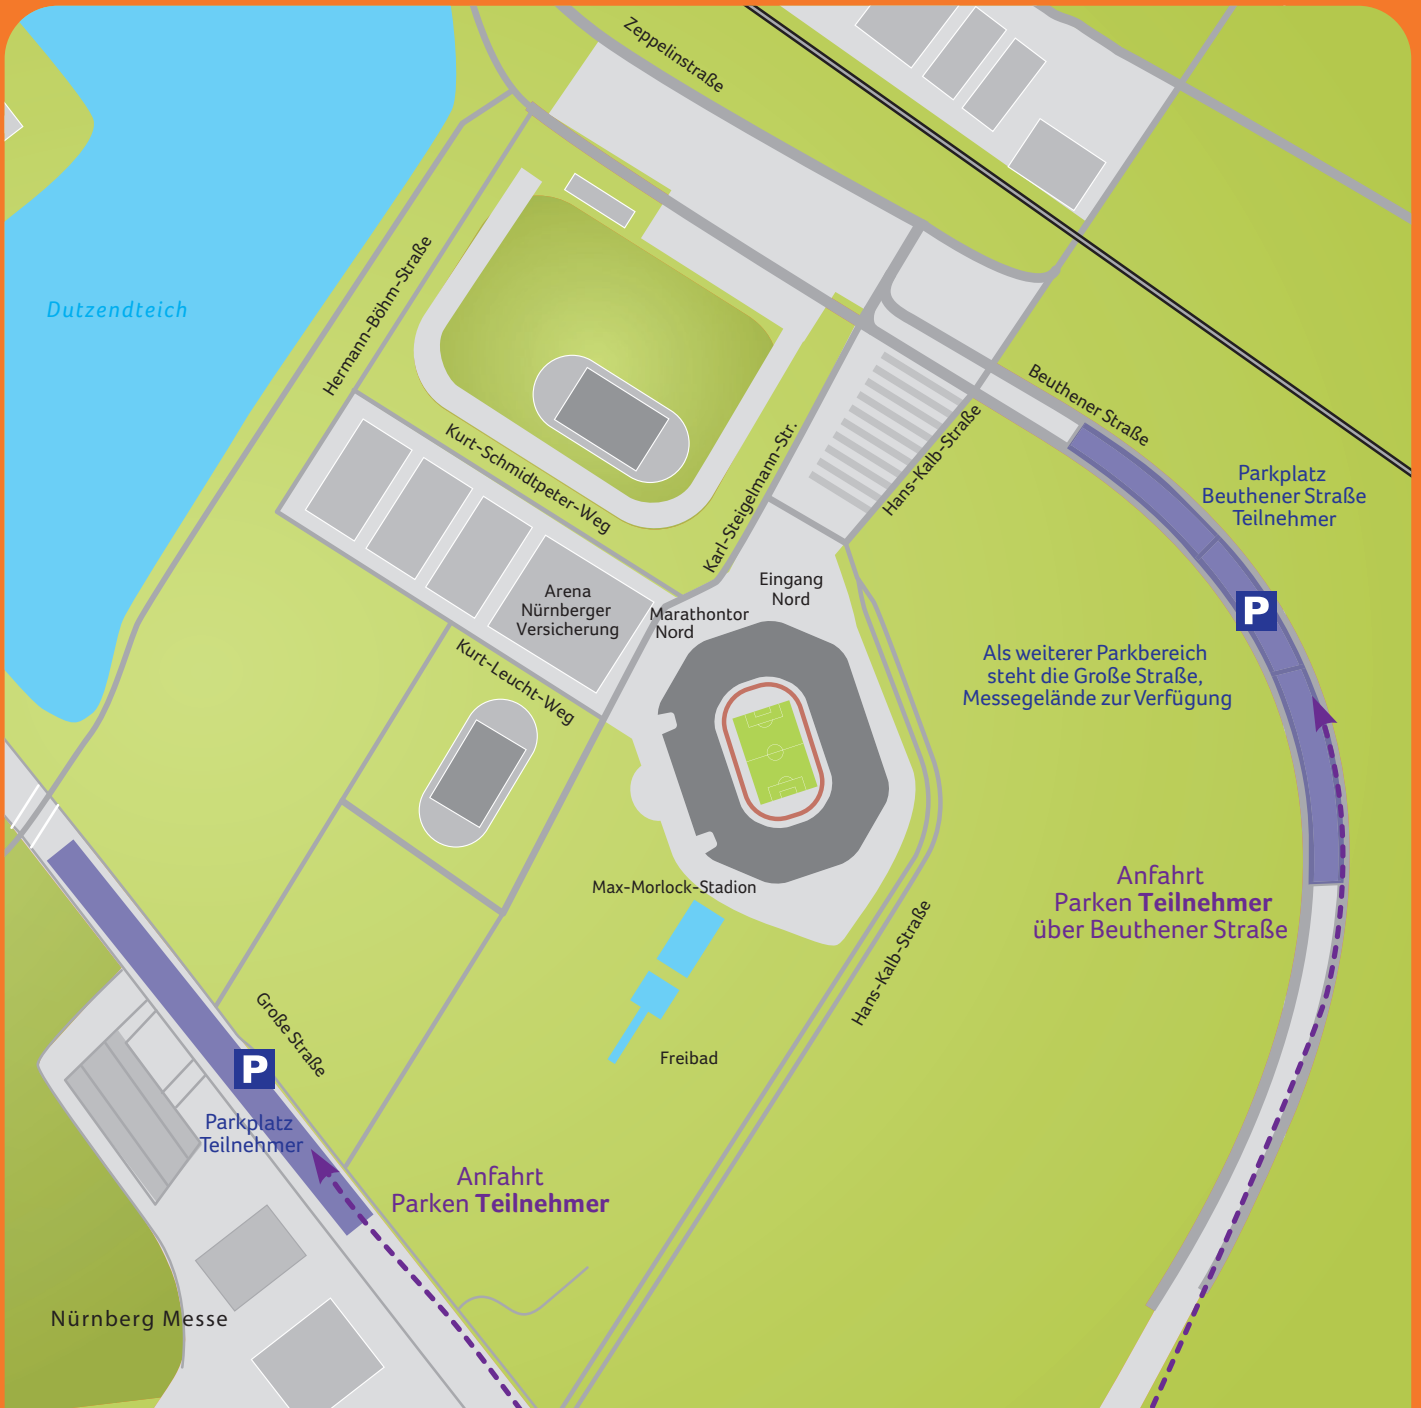 Zeppelinstraße
Dutzendteich
Hermann-Böhm-Straße
Beuthener Straße
Kurt-Schmidtpeter-Weg
Karl-Steigelmann-Str.
Hans-Kalb-Straße
Parkplatz
Beuthener Straße
Teilnehmer
Eingang
Nord
Arena
Nürnberger
Versicherung
Marathontor
Nord
P
Kurt-Leucht-Weg
Als weiterer Parkbereich
steht die Große Straße,
Messegelände zur Verfügung
Max-Morlock-Stadion
Anfahrt
Parken Teilnehmer
über Beuthener Straße
Hans-Kalb-Straße
Große Straße
Freibad
P
Parkplatz
Teilnehmer
Anfahrt
Parken Teilnehmer
Nürnberg Messe